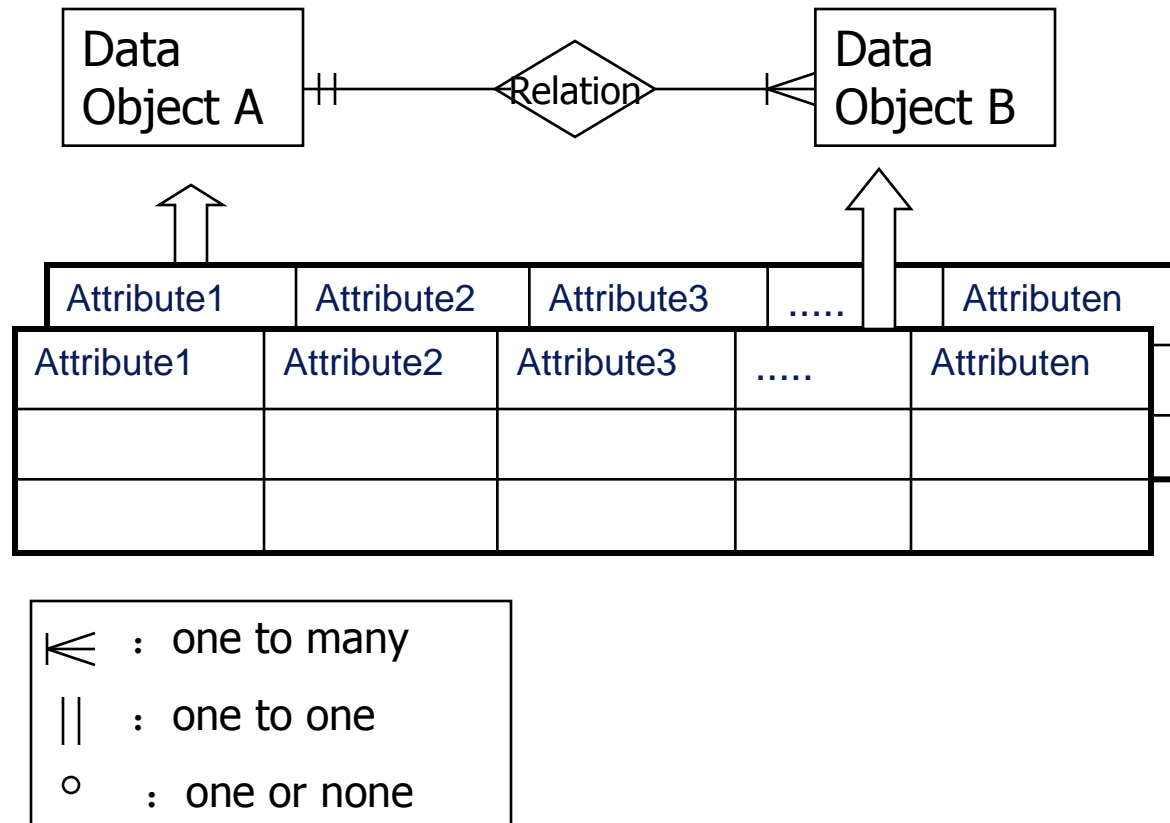 Data
Object A
Relation
Data
Object B
Attribute1 Attribute2 Attribute3 ..... Attributen
Attribute1 Attribute2 Attribute3 ..... Attributen
：one to many
：one to one
：one or none